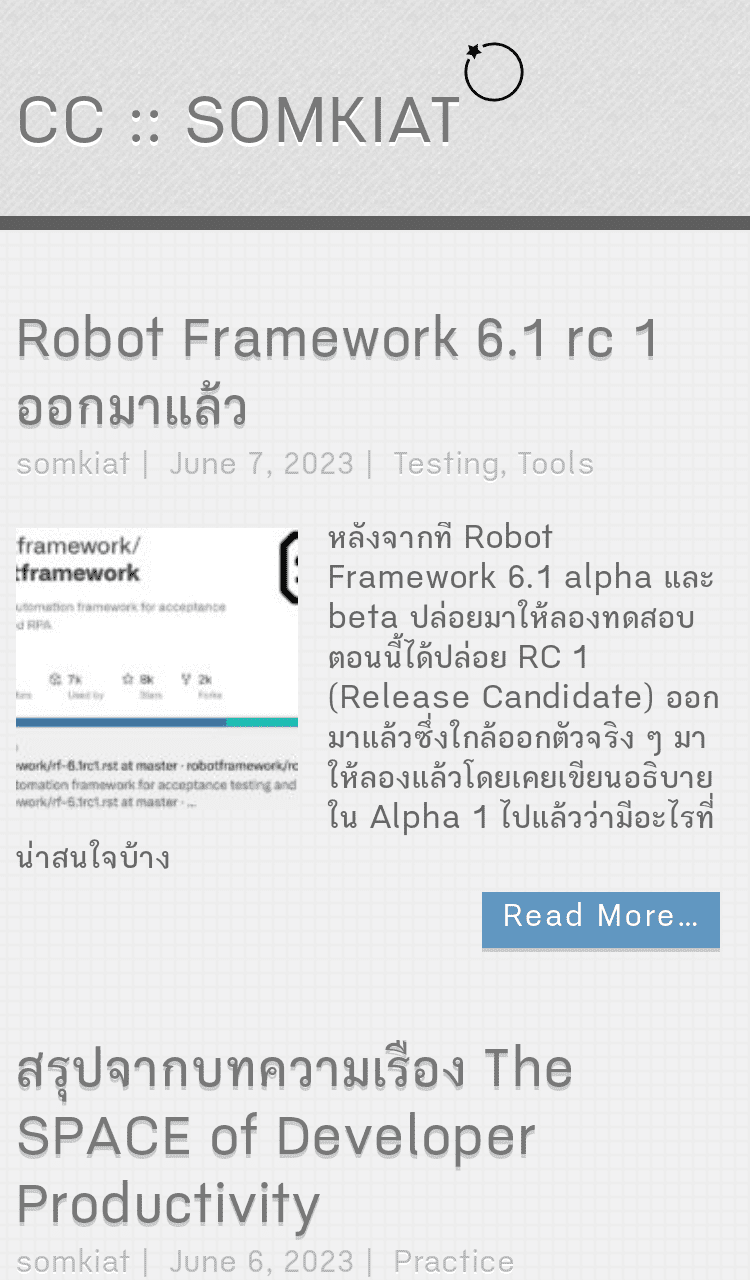 CC :: SOMKIAT
Robot Framework 6.1 rc 1
ออกมาแล้ว
somkiat | June 7, 2023 | Testing, Tools
framework/
tframework
utomation framework for acceptance
d RPA
7k
8k
2k
Used by
Stars
Forks
work/rf-6.1rc1.rst at master · robotframework/ro
tomation framework for acceptance testing and
work/rf-6.1rc1.rst at master · ...
หลังจากที่ Robot
Framework 6.1 alpha และ
beta ปล่อยมาให้ลองทดสอบ
ตอนนี้ได้ปล่อย RC 1
(Release Candidate) ออก
มาแล้วซึ่งใกล้ออกตัวจริง ๆ มา
ให้ลองแล้วโดยเคยเขียนอธิบาย
ใน Alpha 1 ไปแล้วว่ามีอะไรที่
น่าสนใจบ้าง
Read More…
สรุปจากบทความเรื่อง The
SPACE of Developer
Productivity
somkiat | June 6, 2023 | Practice